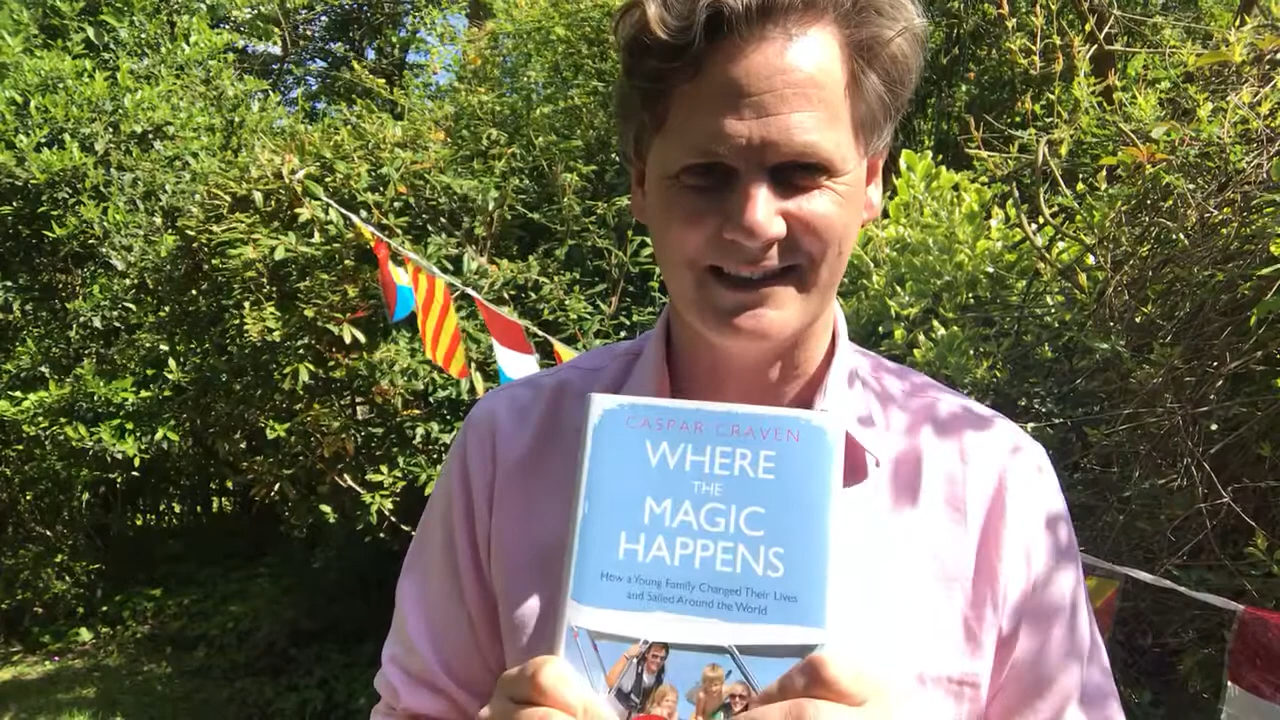 CASPAR CRAVEN
WHERE
THE
MAGIC
HAPPENS
How a Young Family Changed Their Lives
and Sailed Around the World